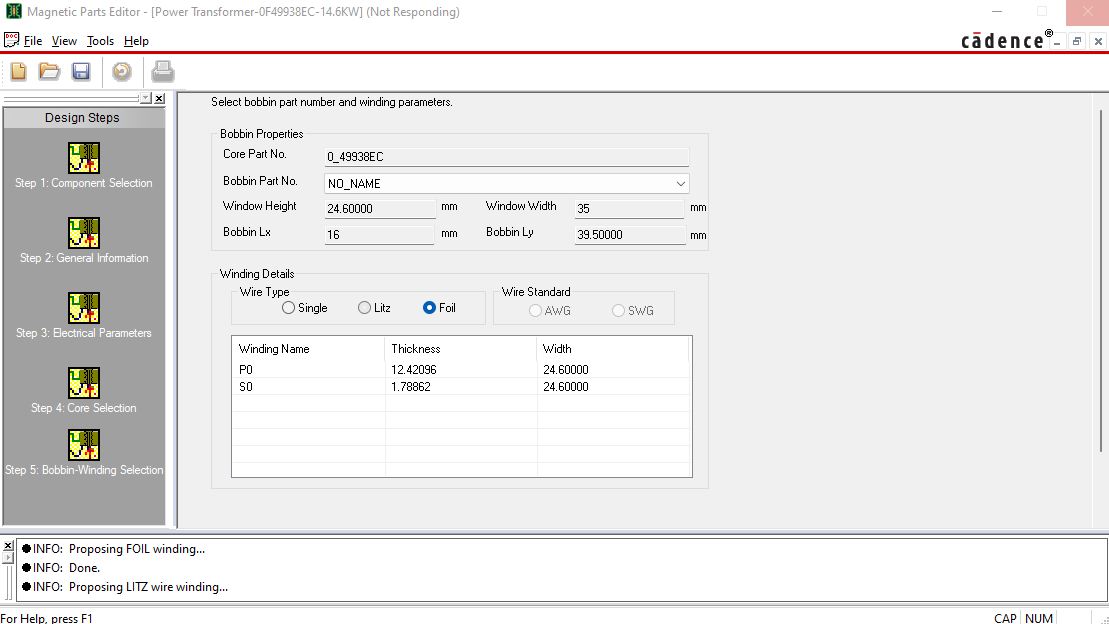 Magnetic Parts Editor - [Power Transformer-0F49938EC-14.6KW] (Not Responding)
File View Tools Help
cādence®
Design Steps
Step 1: Component Selection
Step 2: General Information
Step 3: Electrical Parameters
Step 4: Core Selection
Step 5: Bobbin-Winding Selection
Select bobbin part number and winding parameters.
Bobbin Properties
Core Part No. 0_49938EC
Bobbin Part No. NO_NAME
Window Height 24.60000 mm Window Width 35 mm
Bobbin Lx 16 mm Bobbin Ly 39.50000 mm
Winding Details
Wire Type Wire Standard
Single Litz Foil AWG SWG
Winding Name Thickness Width
P0 12.42096 24.60000
S0 1.78862 24.60000
INFO: Proposing FOIL winding...
INFO: Done.
INFO: Proposing LITZ wire winding...
For Help, press F1 CAP NUM